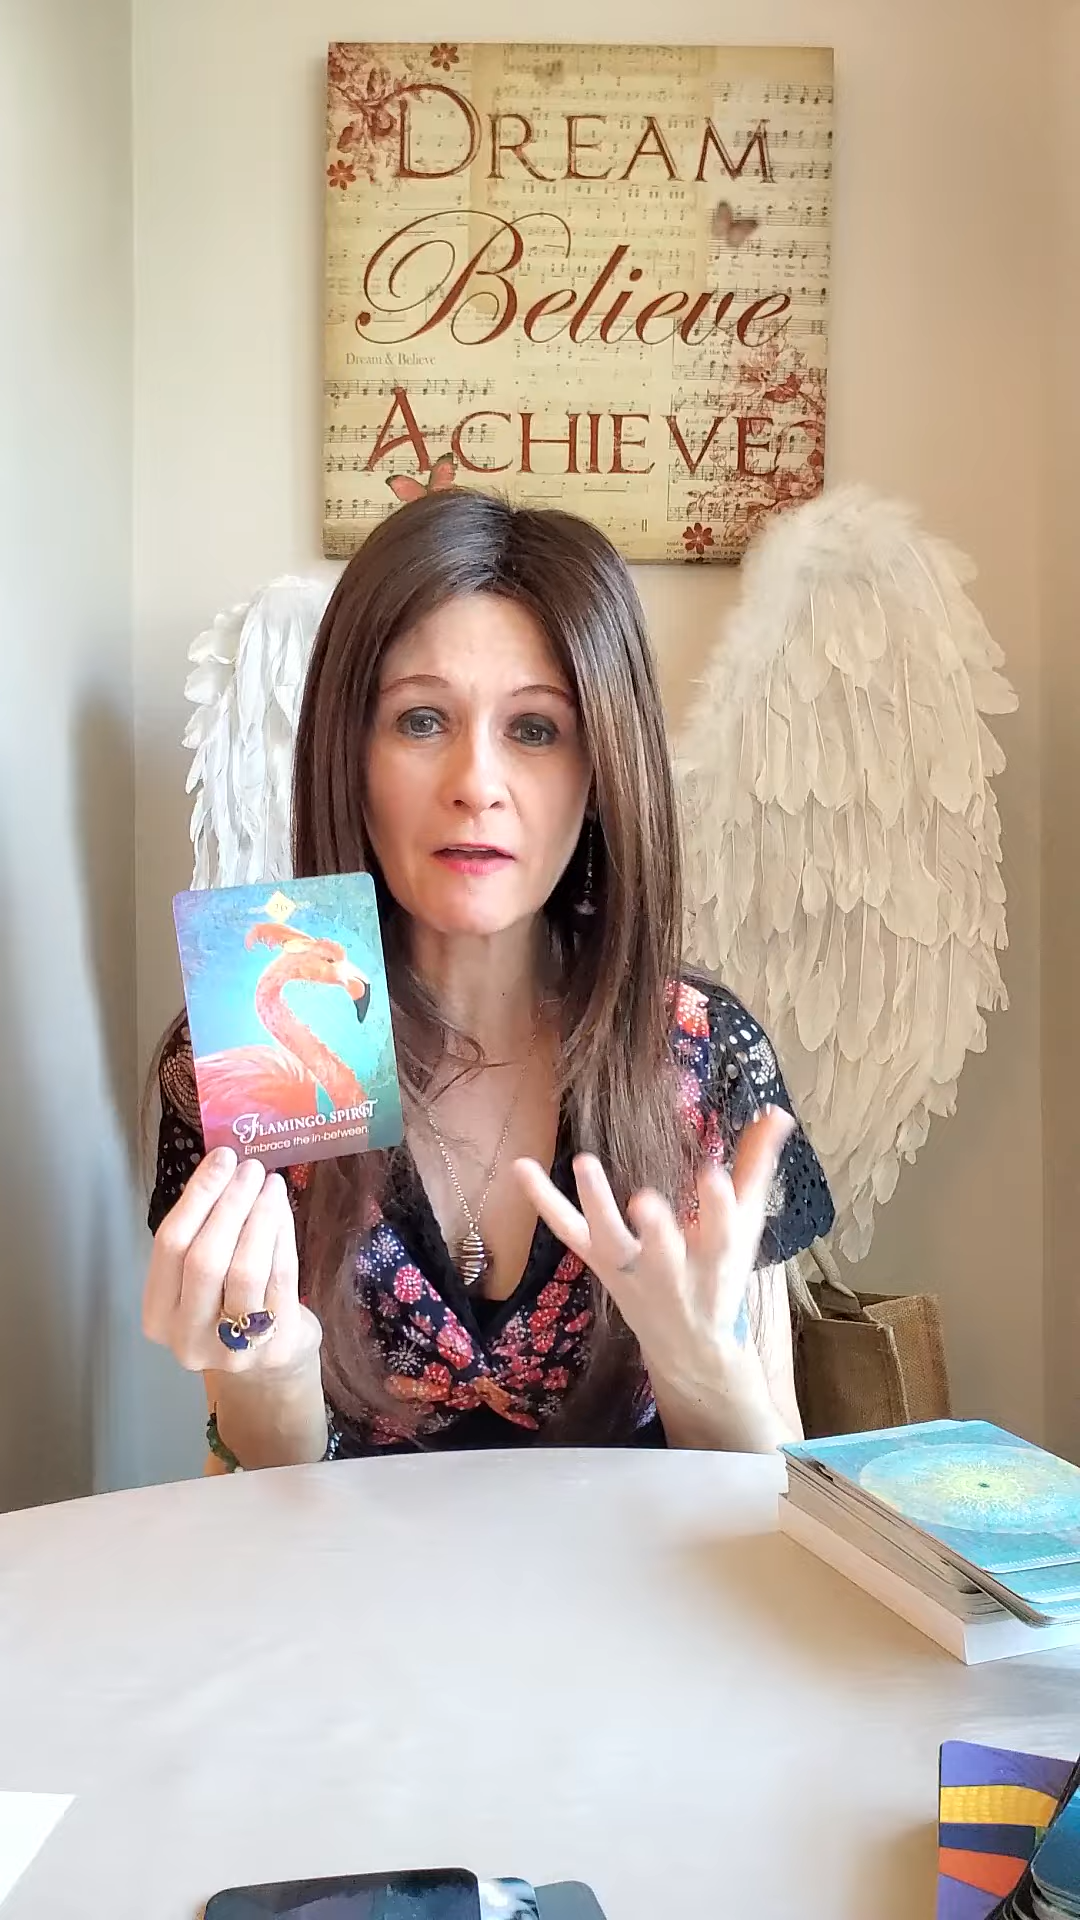 DREAM
Believe
Dream & Believe
ACHIEVE
FLAMINGO SPIRIT
Embrace the in-between.